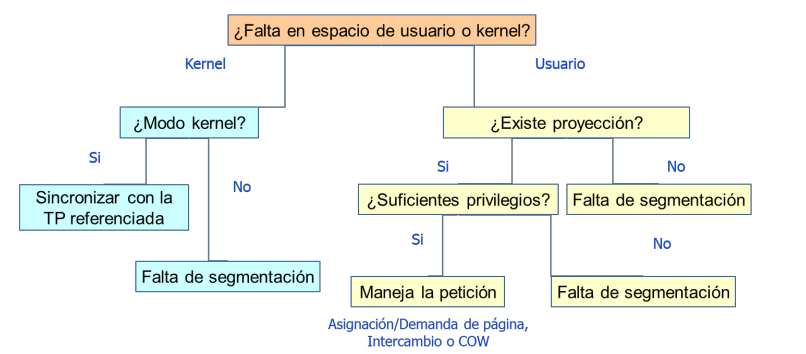 ¿Falta en espacio de usuario o kernel?
Kernel
Usuario
¿Modo kernel?
¿Existe proyección?
Si
No
Si
No
Sincronizar con la
TP referenciada
¿Suficientes privilegios?
Falta de segmentación
Si
No
Falta de segmentación
Maneja la petición
Falta de segmentación
Asignación/Demanda de página,
Intercambio o COW